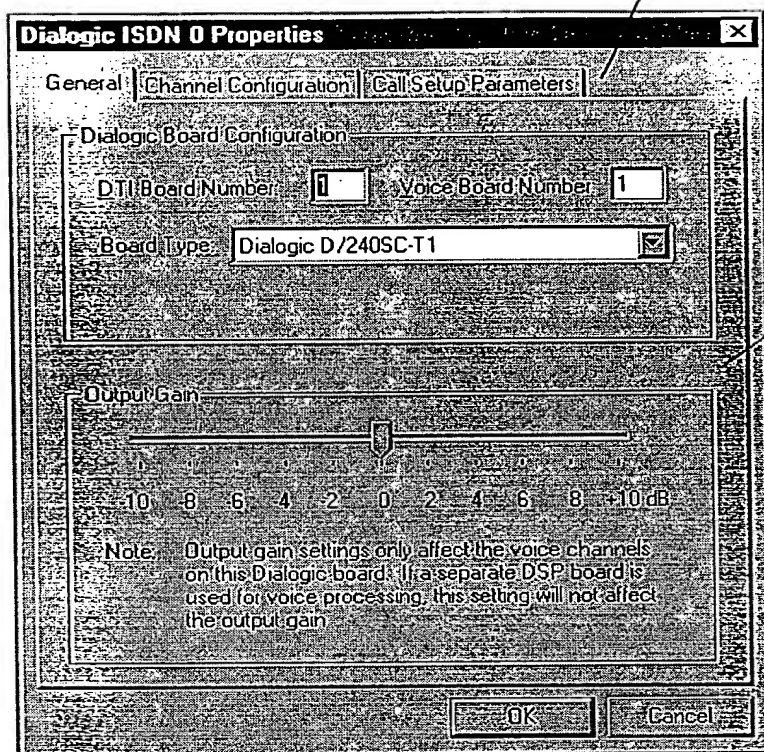 Dialogic ISDN 0 Properties
General Channel Configuration Call Setup Parameters
Dialogic Board Configuration
DTI Board Number 1 Voice Board Number 1
Board Type: Dialogic D/240SC-T1
Output Gain
-10 -8 -6 -4 -2 0 2 4 6 8 +10 dB
Note: Output gain settings only affect the voice channels
on this Dialogic board. If a separate DSP board is
used for voice processing, this setting will not affect
the output gain
OK Cancel